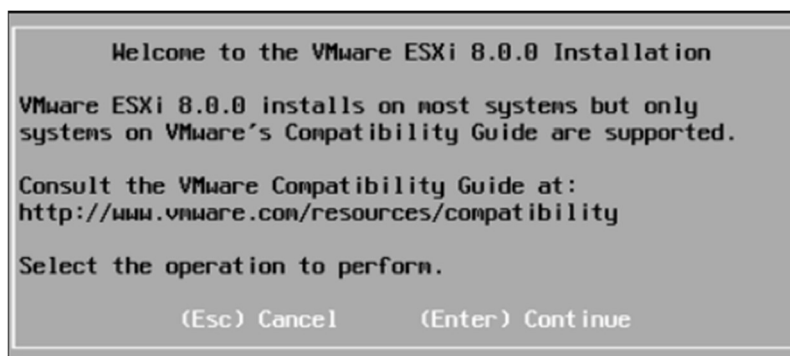 Welcome to the VMware ESXi 8.0.0 Installation
VMware ESXi 8.0.0 installs on most systems but only
systems on VMware's Compatibility Guide are supported.
Consult the VMware Compatibility Guide at:
http://www.vmware.com/resources/compatibility
Select the operation to perform.
(Esc) Cancel (Enter) Continue